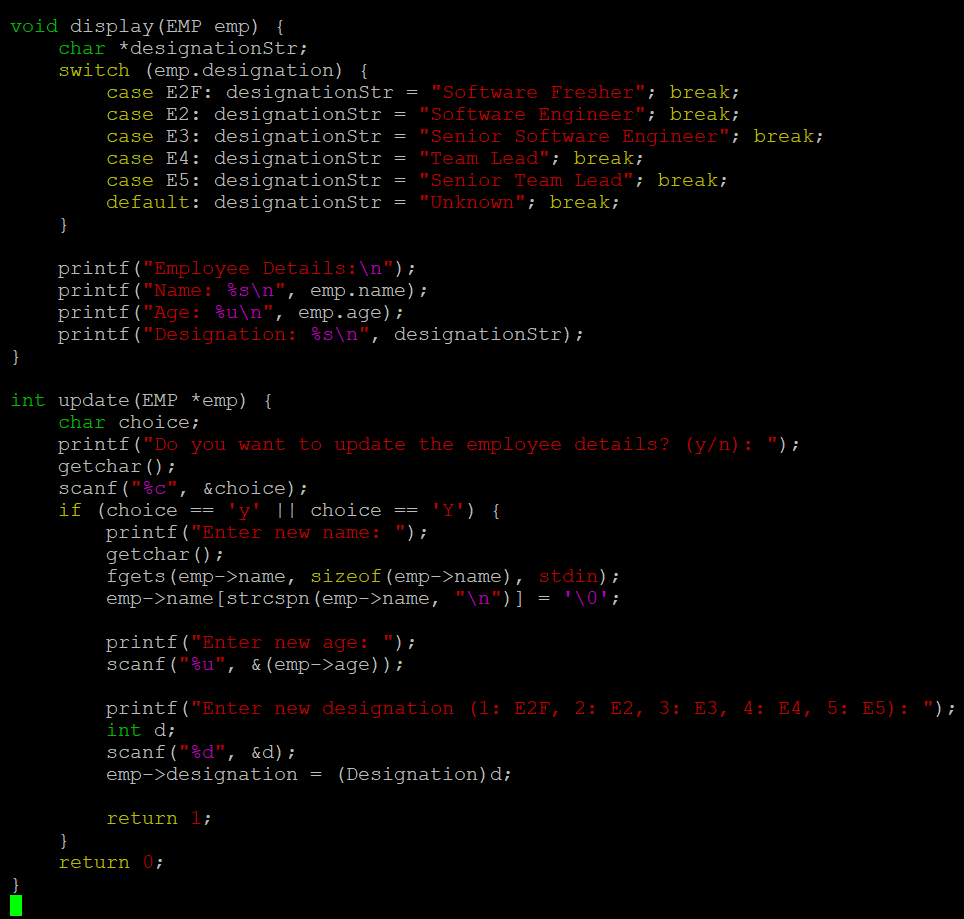 void display(EMP emp) {
    char *designationStr;
    switch (emp.designation) {
        case E2F: designationStr = "Software Fresher"; break;
        case E2: designationStr = "Software Engineer"; break;
        case E3: designationStr = "Senior Software Engineer"; break;
        case E4: designationStr = "Team Lead"; break;
        case E5: designationStr = "Senior Team Lead"; break;
        default: designationStr = "Unknown"; break;
    }

    printf("Employee Details:\n");
    printf("Name: %s\n", emp.name);
    printf("Age: %u\n", emp.age);
    printf("Designation: %s\n", designationStr);
}

int update(EMP *emp) {
    char choice;
    printf("Do you want to update the employee details? (y/n): ");
    getchar();
    scanf("%c", &choice);
    if (choice == 'y' || choice == 'Y') {
        printf("Enter new name: ");
        getchar();
        fgets(emp->name, sizeof(emp->name), stdin);
        emp->name[strcspn(emp->name, "\n")] = '\0';

        printf("Enter new age: ");
        scanf("%u", &(emp->age));

        printf("Enter new designation (1: E2F, 2: E2, 3: E3, 4: E4, 5: E5): ");
        int d;
        scanf("%d", &d);
        emp->designation = (Designation)d;

        return 1;
    }
    return 0;
}